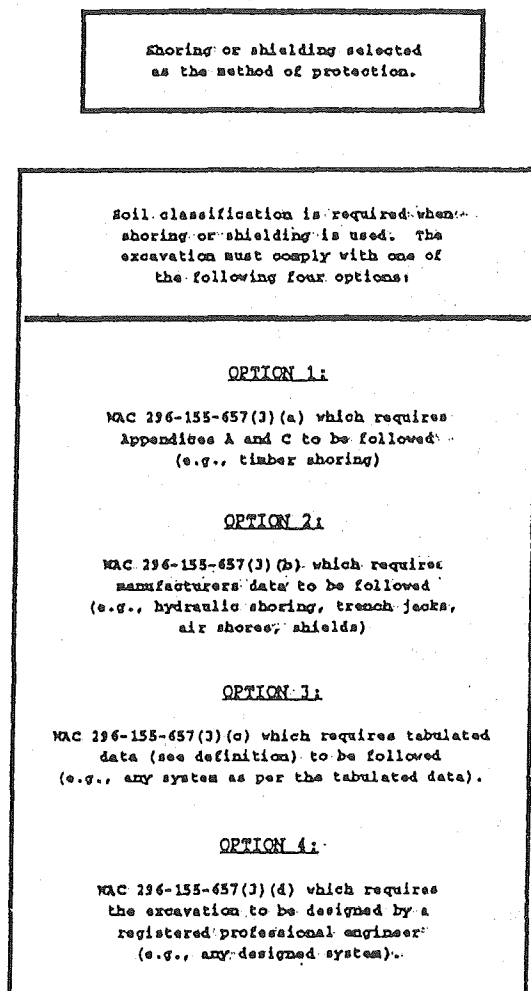 Shoring or shielding selected
as the method of protection.
Soil classification is required when
shoring or shielding is used. The
excavation must comply with one of
the following four options:
OPTION 1:
WAC 296-155-657(3)(a) which requires
Appendices A and C to be followed
(e.g., timber shoring)
OPTION 2:
WAC 296-155-657(3)(b) which requires
manufacturers data to be followed
(e.g., hydraulic shoring, trench jacks,
air shores, shields)
OPTION 3:
WAC 296-155-657(3)(c) which requires tabulated
data (see definition) to be followed
(e.g., any system as per the tabulated data).
OPTION 4:
WAC 296-155-657(3)(d) which requires
the excavation to be designed by a
registered professional engineer
(e.g., any designed system).